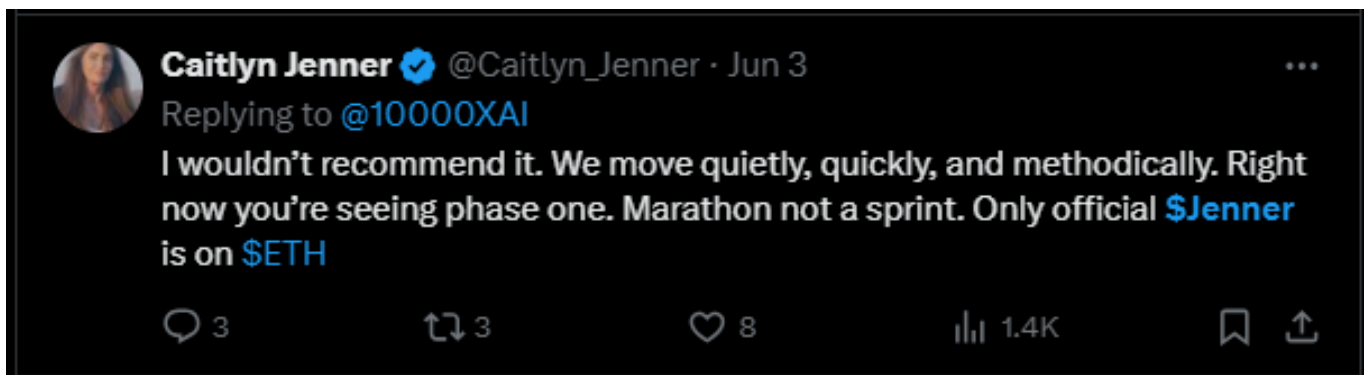 Caitlyn Jenner @Caitlyn_Jenner · Jun 3
Replying to @10000XAI
I wouldn’t recommend it. We move quietly, quickly, and methodically. Right
now you’re seeing phase one. Marathon not a sprint. Only official $Jenner
is on $ETH
3 3 8 1.4K